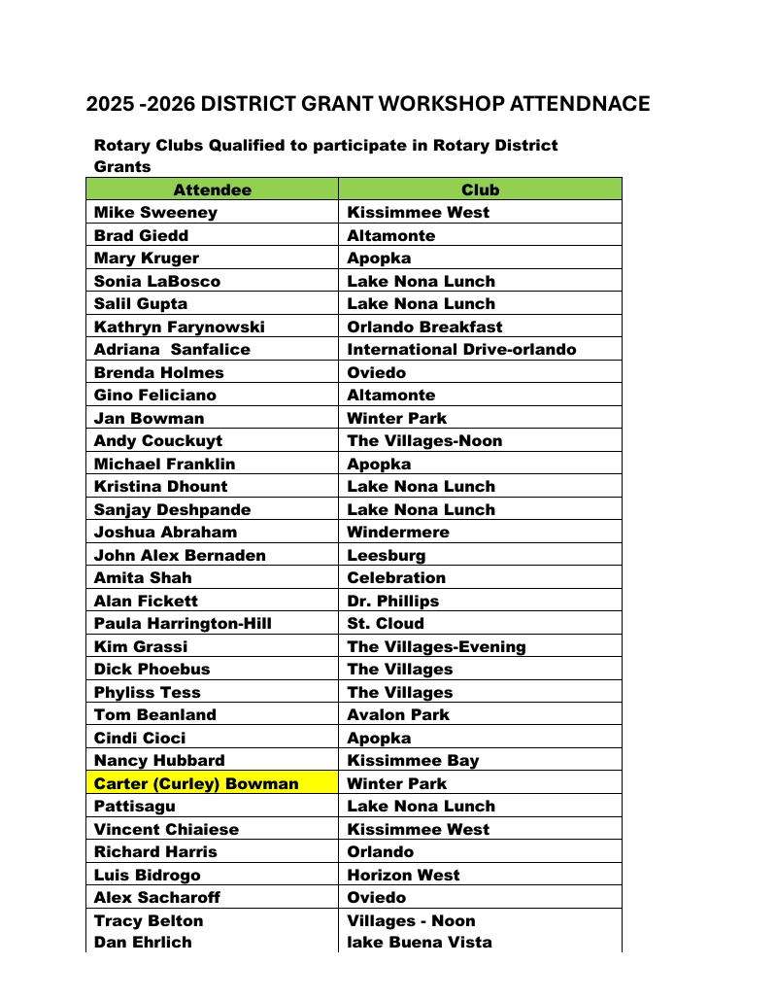 2025 -2026 DISTRICT GRANT WORKSHOP ATTENDNACE
Rotary Clubs Qualified to participate in Rotary District
Grants
Attendee Club
Mike Sweeney Kissimmee West
Brad Giedd Altamonte
Mary Kruger Apopka
Sonia LaBosco Lake Nona Lunch
Salil Gupta Lake Nona Lunch
Kathryn Farynowski Orlando Breakfast
Adriana  Sanfalice International Drive-orlando
Brenda Holmes Oviedo
Gino Feliciano Altamonte
Jan Bowman Winter Park
Andy Couckuyt The Villages-Noon
Michael Franklin Apopka
Kristina Dhount Lake Nona Lunch
Sanjay Deshpande Lake Nona Lunch
Joshua Abraham Windermere
John Alex Bernaden Leesburg
Amita Shah Celebration
Alan Fickett Dr. Phillips
Paula Harrington-Hill St. Cloud
Kim Grassi The Villages-Evening
Dick Phoebus The Villages
Phyliss Tess The Villages
Tom Beanland Avalon Park
Cindi Cioci Apopka
Nancy Hubbard Kissimmee Bay
Carter (Curley) Bowman Winter Park
Pattisagu Lake Nona Lunch
Vincent Chiaiese Kissimmee West
Richard Harris Orlando
Luis Bidrogo Horizon West
Alex Sacharoff Oviedo
Tracy Belton Villages - Noon
Dan Ehrlich lake Buena Vista